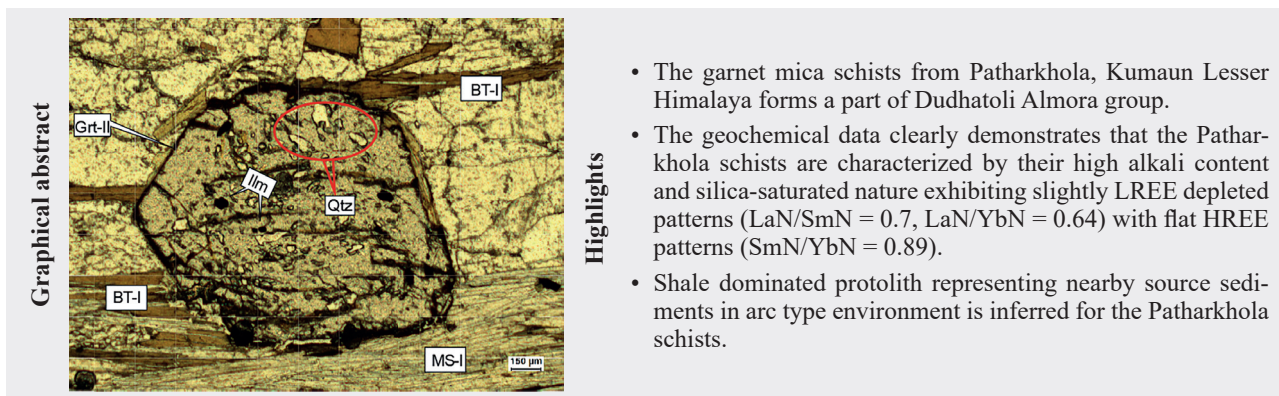 Graphical abstract
BT-I
Grt-II
Ilm
Qtz
BT-I
MS-I
150 µm
Highlights
• The garnet mica schists from Patharkhola, Kumaun Lesser
Himalaya forms a part of Dudhatoli Almora group.
• The geochemical data clearly demonstrates that the Pathar-
khola schists are characterized by their high alkali content
and silica-saturated nature exhibiting slightly LREE depleted
patterns (LaN/SmN = 0.7, LaN/YbN = 0.64) with flat HREE
patterns (SmN/YbN = 0.89).
• Shale dominated protolith representing nearby source sedi-
ments in arc type environment is inferred for the Patharkhola
schists.